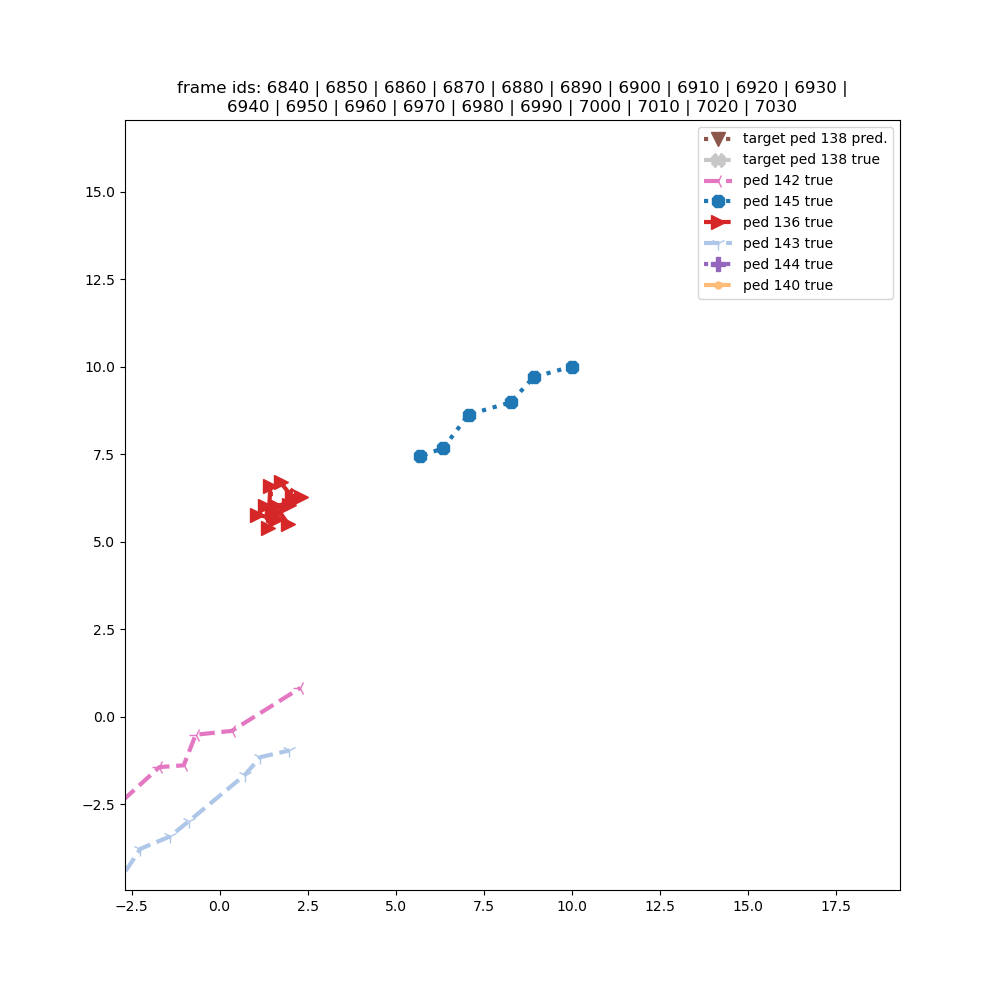 frame ids: 6840 | 6850 | 6860 | 6870 | 6880 | 6890 | 6900 | 6910 | 6920 | 6930 |
6940 | 6950 | 6960 | 6970 | 6980 | 6990 | 7000 | 7010 | 7020 | 7030
target ped 138 pred.
target ped 138 true
ped 142 true
ped 145 true
ped 136 true
ped 143 true
ped 144 true
ped 140 true
15.0
12.5
10.0
7.5
5.0
2.5
0.0
−2.5
−2.5 0.0 2.5 5.0 7.5 10.0 12.5 15.0 17.5